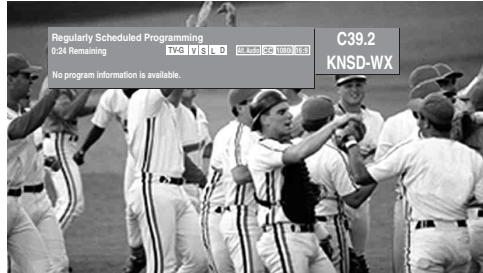 Regularly Scheduled Programming
0:24 Remaining TV-G V S L D Alt. Audio CC 1080i 16:9
No program information is available.
C39.2
KNSD-WX